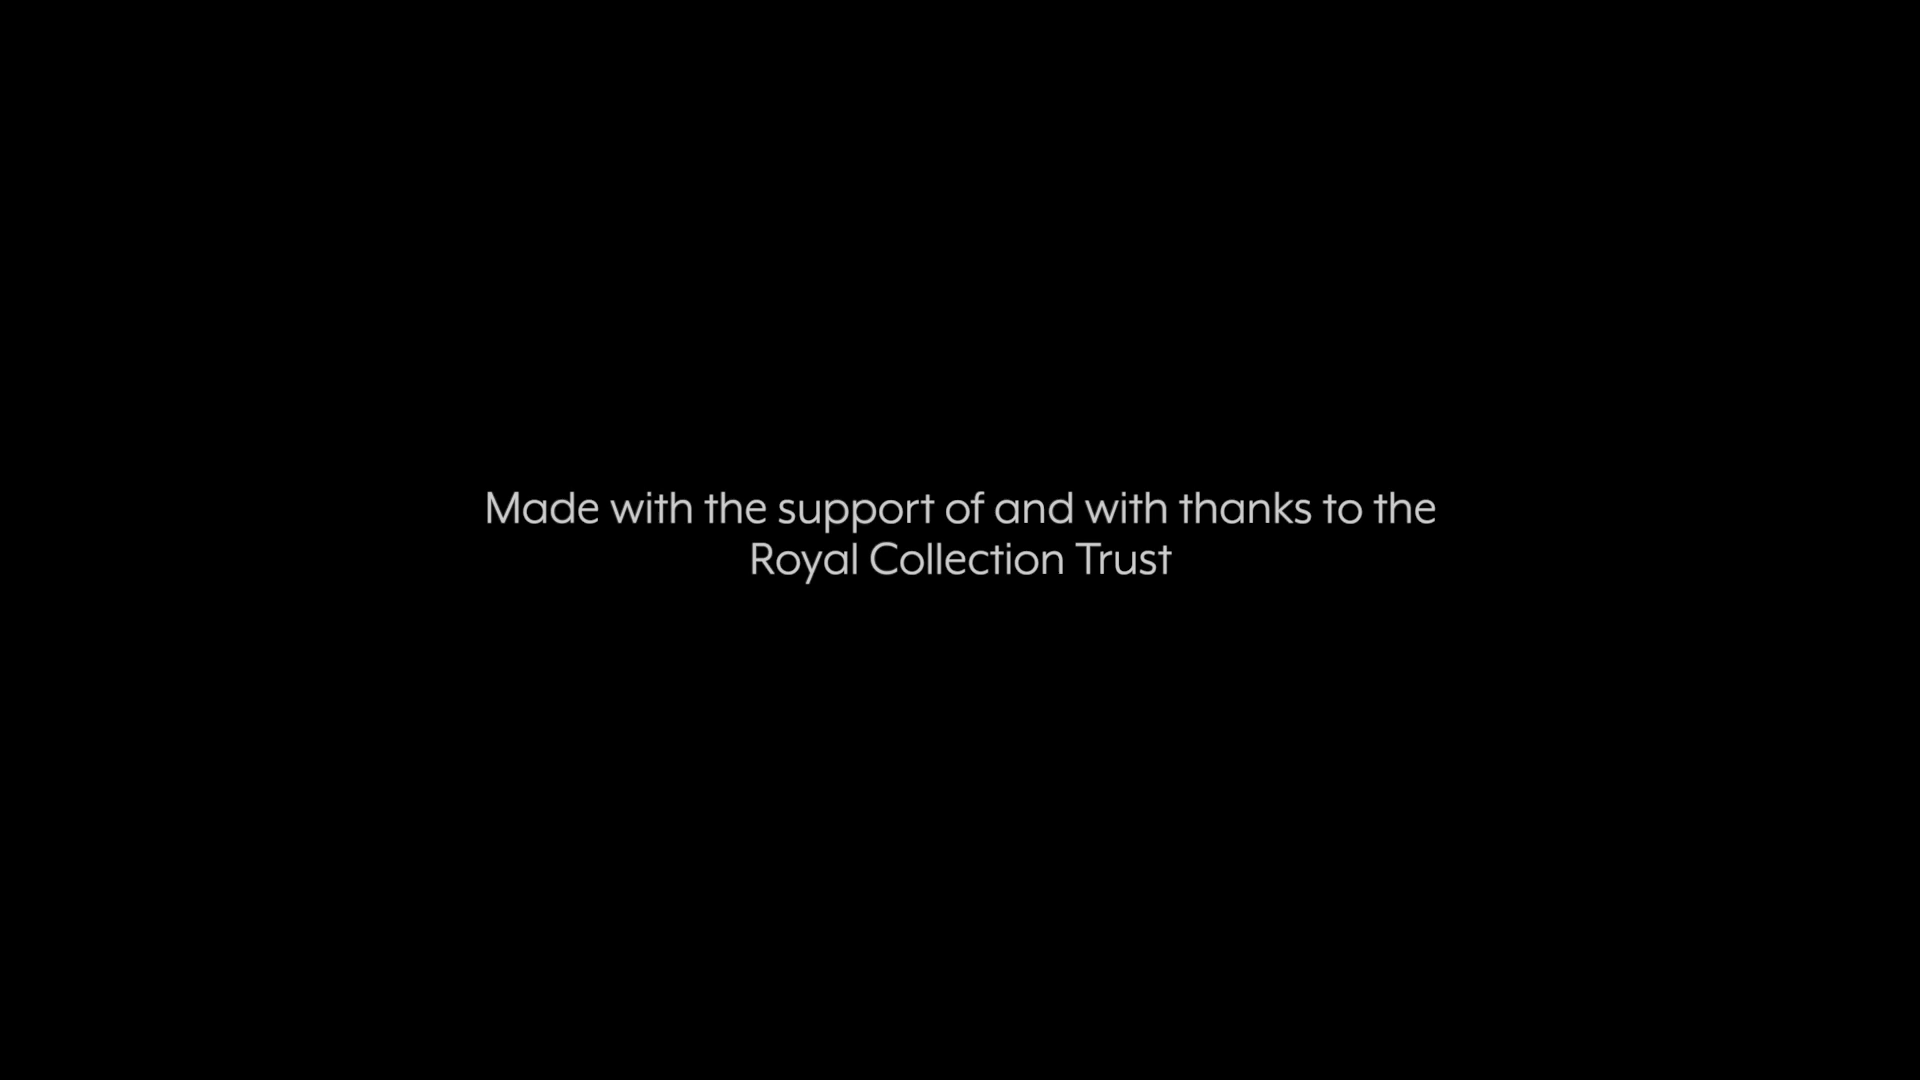 Made with the support of and with thanks to the
Royal Collection Trust